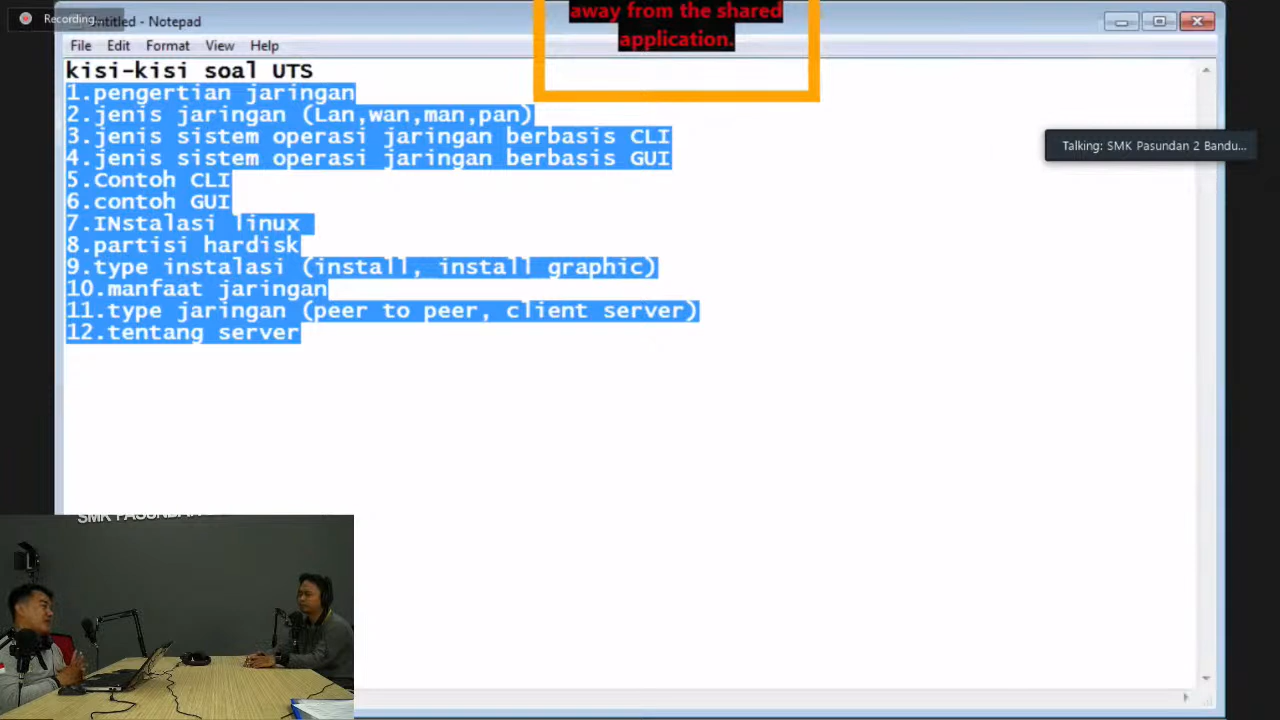 Recording...
Untitled - Notepad
away from the shared
application.
File Edit Format View Help
kisi-kisi soal UTS
1.pengertian jaringan
2.jenis jaringan (Lan,wan,man,pan)
3.jenis sistem operasi jaringan berbasis CLI
4.jenis sistem operasi jaringan berbasis GUI
5.Contoh CLI
6.contoh GUI
7.INstalasi linux
8.partisi hardisk
9.type instalasi (install, install graphic)
10.manfaat jaringan
11.type jaringan (peer to peer, client server)
12.tentang server
Talking: SMK Pasundan 2 Bandu...
SMK PASUNDAN